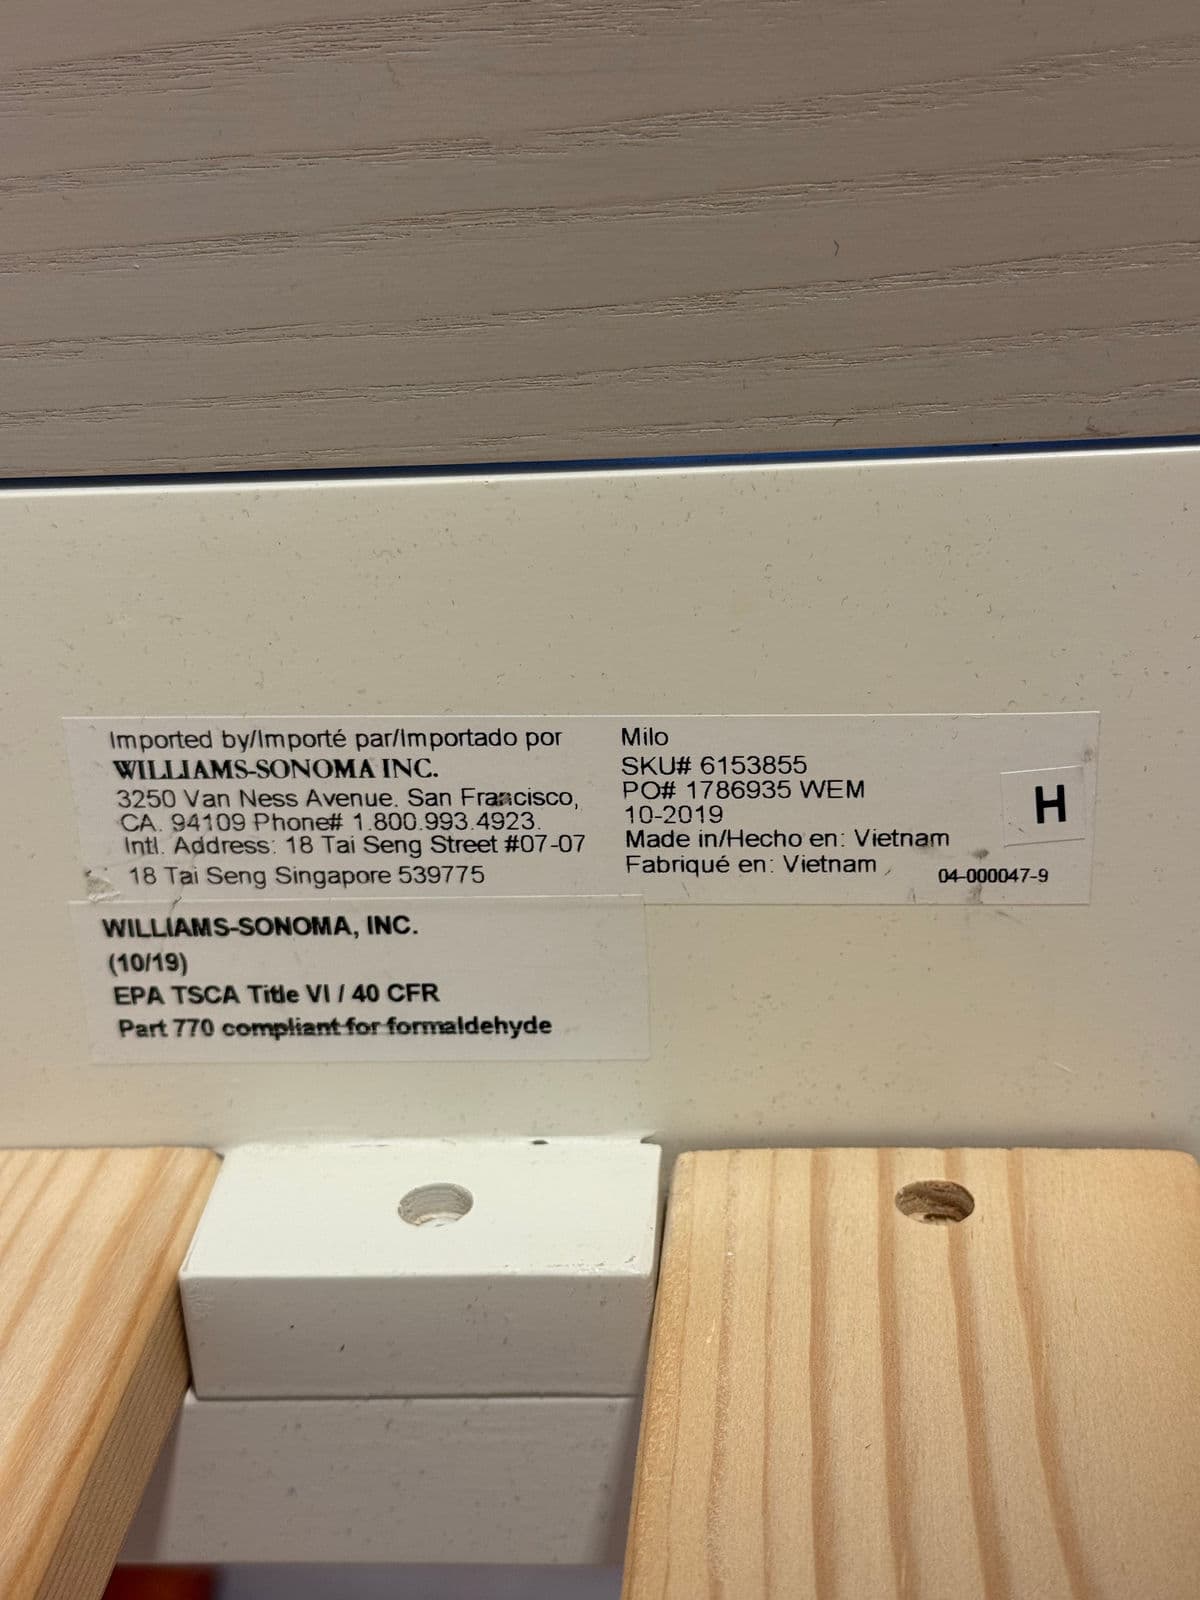 Imported by/Importé par/Importado por
WILLIAMS-SONOMA INC.
3250 Van Ness Avenue. San Francisco,
CA. 94109 Phone# 1.800.993.4923.
Intl. Address: 18 Tai Seng Street #07-07
18 Tai Seng Singapore 539775
Milo
SKU# 6153855
PO# 1786935 WEM
10-2019
Made in/Hecho en: Vietnam
Fabriqué en: Vietnam
04-000047-9
H
WILLIAMS-SONOMA, INC.
(10/19)
EPA TSCA Title VI / 40 CFR
Part 770 compliant for formaldehyde